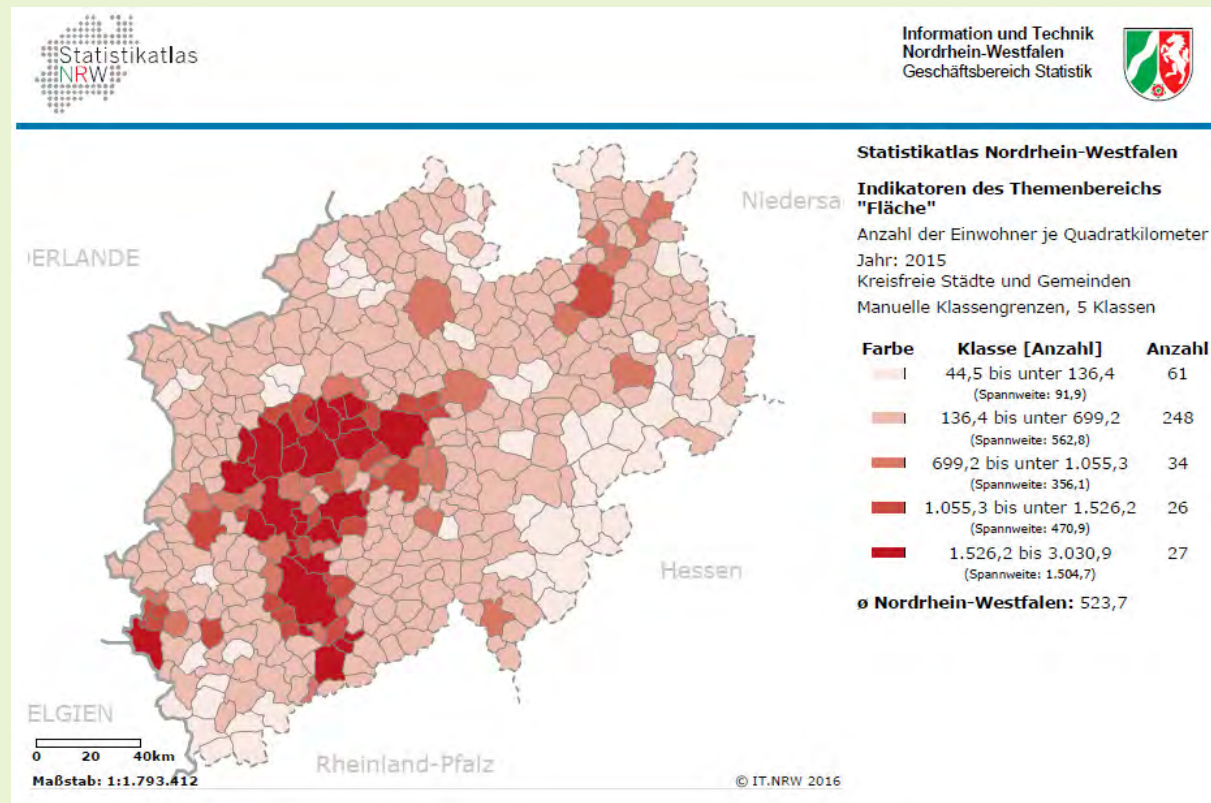 Statistikatlas
NRW
Information und Technik
Nordrhein-Westfalen
Geschäftsbereich Statistik
Niedersa
DERLANDE
Hessen
ELGIEN
Rheinland-Pfalz
0 20 40km
Maßstab: 1:1.793.412
© IT.NRW 2016
Statistikatlas Nordrhein-Westfalen
Indikatoren des Themenbereichs
"Fläche"
Anzahl der Einwohner je Quadratkilometer
Jahr: 2015
Kreisfreie Städte und Gemeinden
Manuelle Klassengrenzen, 5 Klassen
Farbe Klasse [Anzahl] Anzahl
44,5 bis unter 136,4 61
(Spannweite: 91,9)
136,4 bis unter 699,2 248
(Spannweite: 562,8)
699,2 bis unter 1.055,3 34
(Spannweite: 356,1)
1.055,3 bis unter 1.526,2 26
(Spannweite: 470,9)
1.526,2 bis 3.030,9 27
(Spannweite: 1.504,7)
ø Nordrhein-Westfalen: 523,7